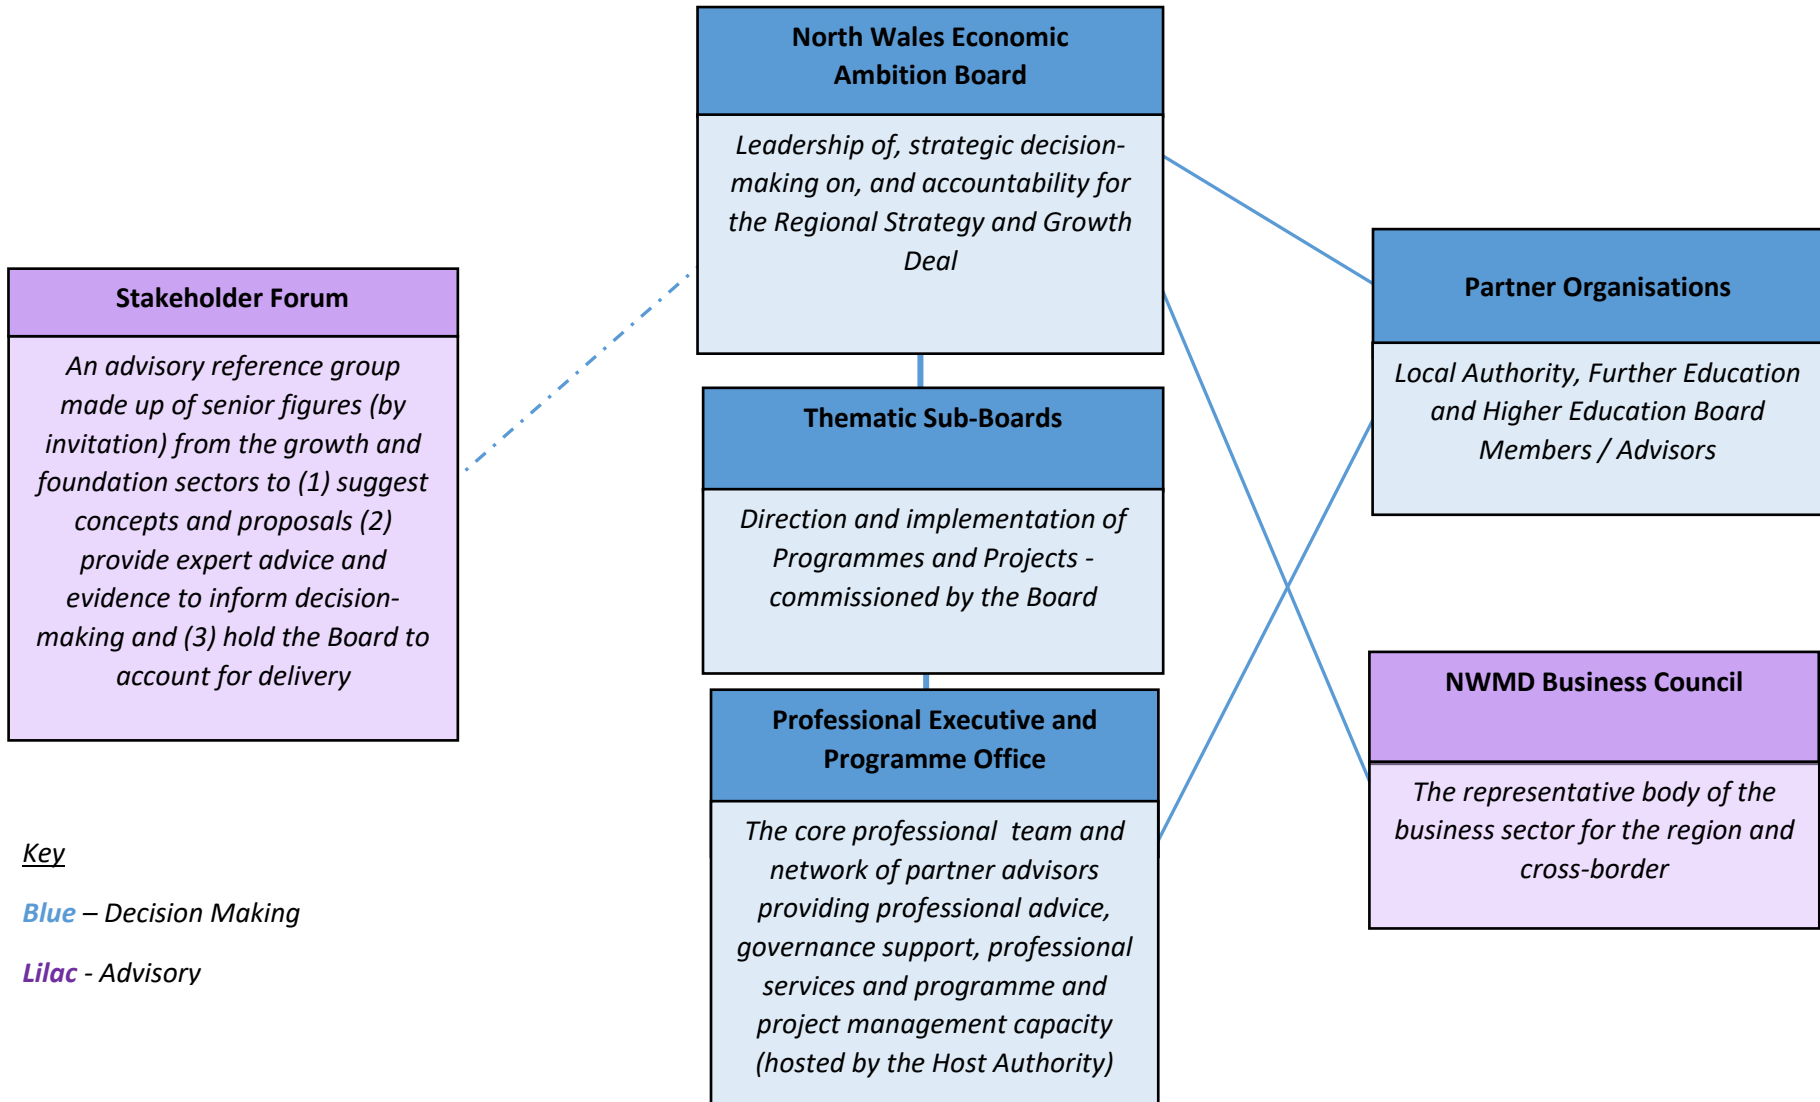 North Wales Economic
Ambition Board
Leadership of, strategic decision-
making on, and accountability for
the Regional Strategy and Growth
Deal
Stakeholder Forum
An advisory reference group
made up of senior figures (by
invitation) from the growth and
foundation sectors to (1) suggest
concepts and proposals (2)
provide expert advice and
evidence to inform decision-
making and (3) hold the Board to
account for delivery
Thematic Sub-Boards
Direction and implementation of
Programmes and Projects -
commissioned by the Board
Professional Executive and
Programme Office
The core professional  team and
network of partner advisors
providing professional advice,
governance support, professional
services and programme and
project management capacity
(hosted by the Host Authority)
Partner Organisations
Local Authority, Further Education
and Higher Education Board
Members / Advisors
NWMD Business Council
The representative body of the
business sector for the region and
cross-border
Key
Blue – Decision Making
Lilac - Advisory